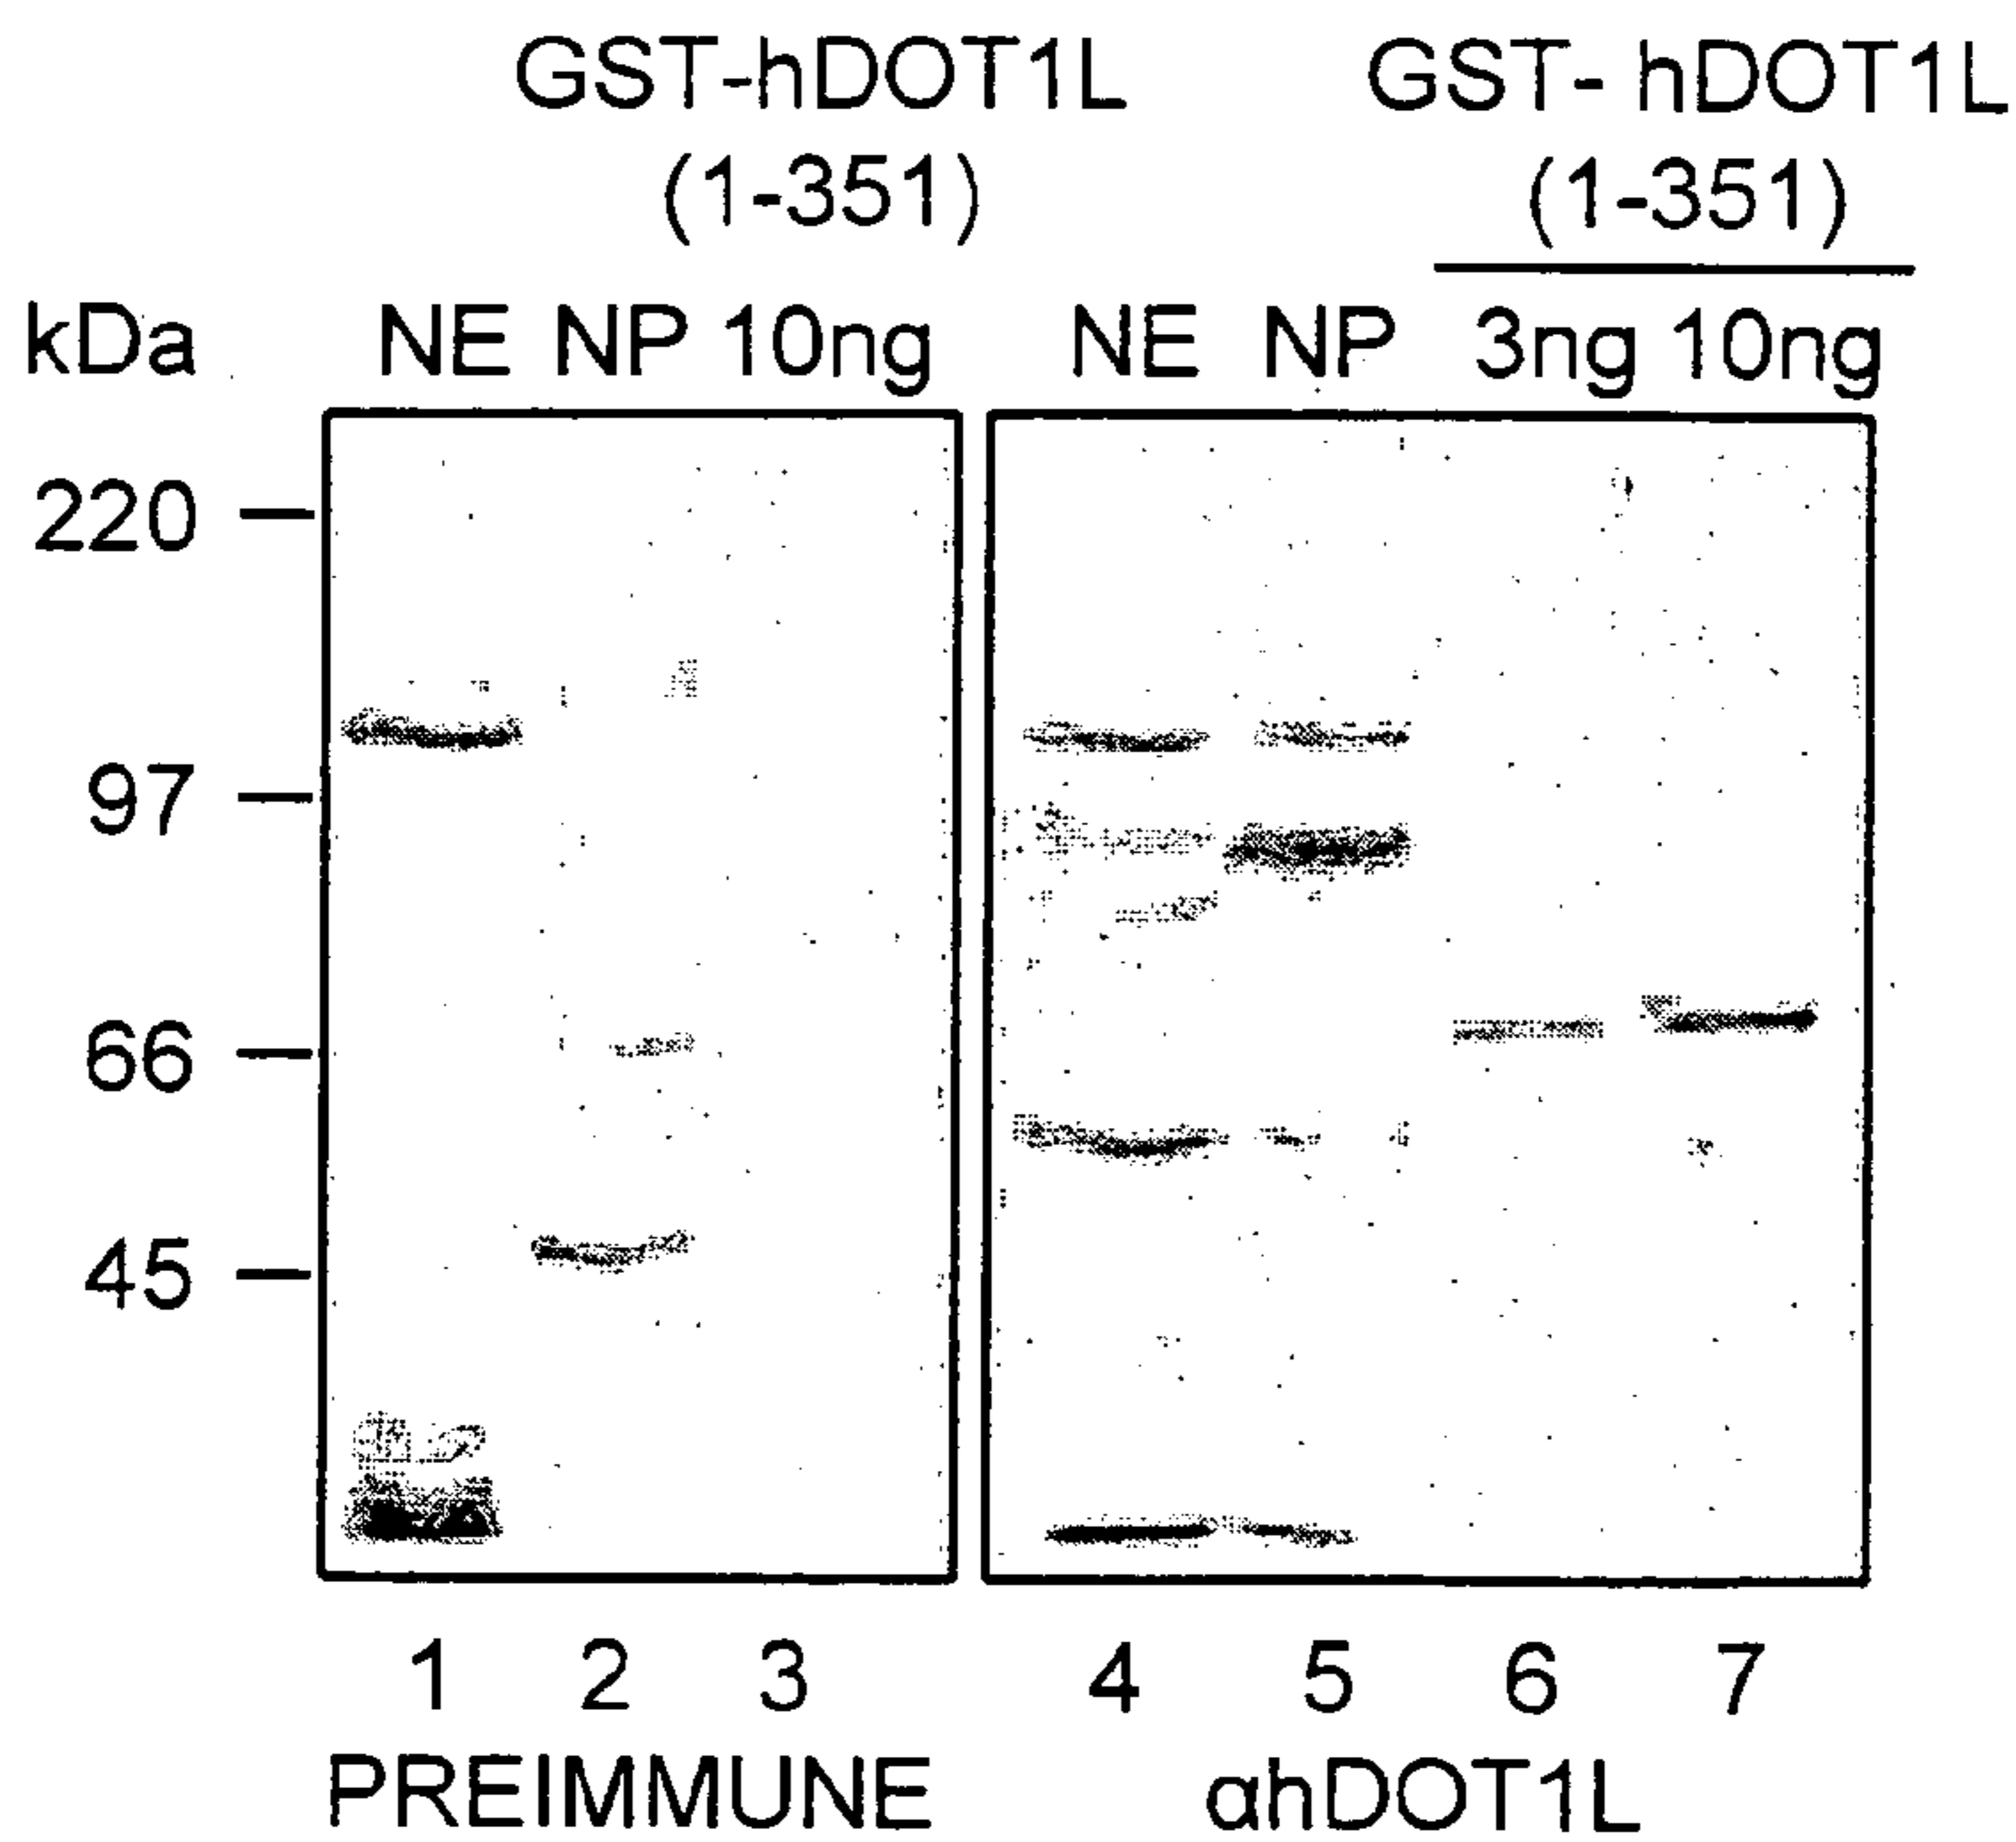 GST-hDOT1L GST- hDOT1L
(1-351) (1-351)
kDa NE NP 10ng NE NP 3ng 10ng
220
97
66
45
1 2 3 4 5 6 7
PREIMMUNE αhDOT1L